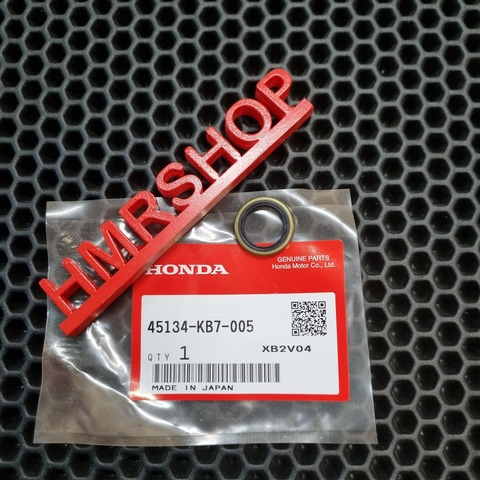 HMRSHOP
HONDA
GENUINE PARTS
Honda Motor Co., Ltd.
45134-KB7-005
QTY 1
XB2V04
MADE IN JAPAN